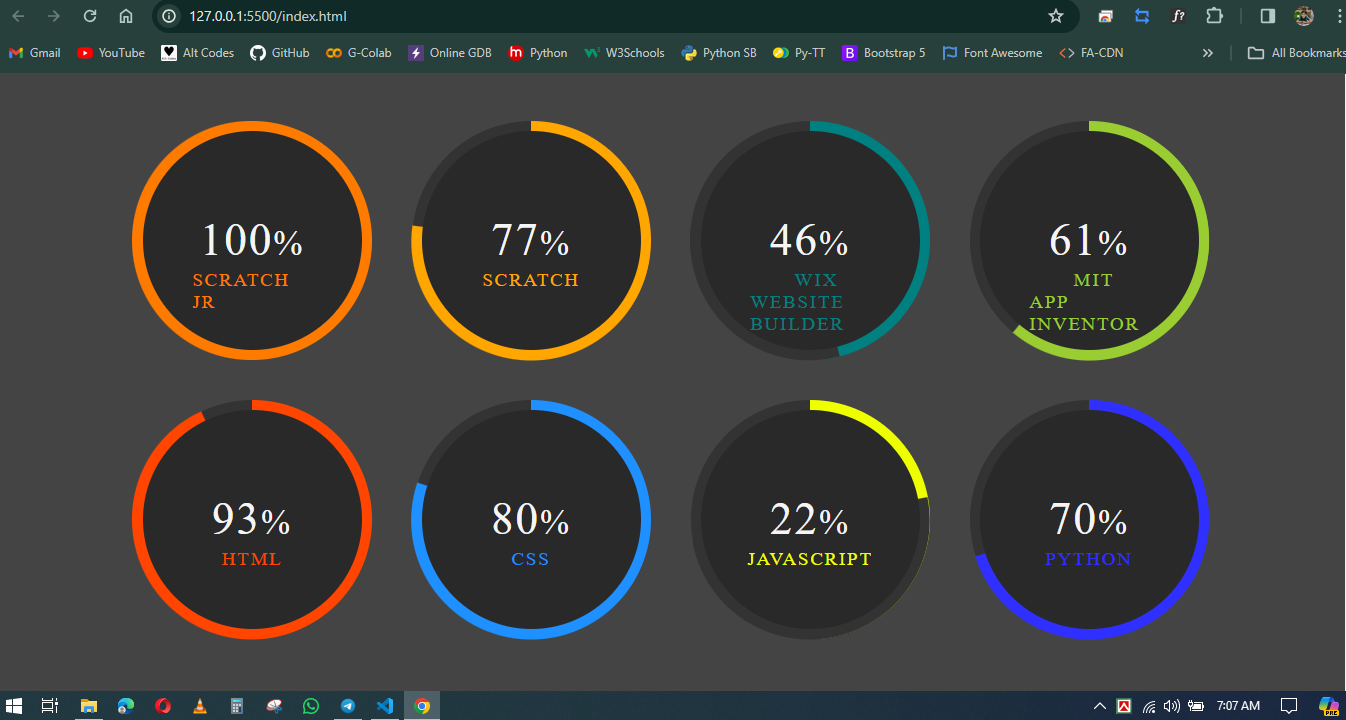 127.0.0.1:5500/index.html
f?
Gmail YouTube Alt Codes GitHub G-Colab Online GDB Python W3Schools Python SB Py-TT Bootstrap 5 Font Awesome FA-CDN » All Bookmarks
100% 77% 46% 61%
SCRATCH SCRATCH WIX MIT
JR WEBSITE APP
BUILDER INVENTOR
93% 80% 22% 70%
HTML CSS JAVASCRIPT PYTHON
7:07 AM
PRE